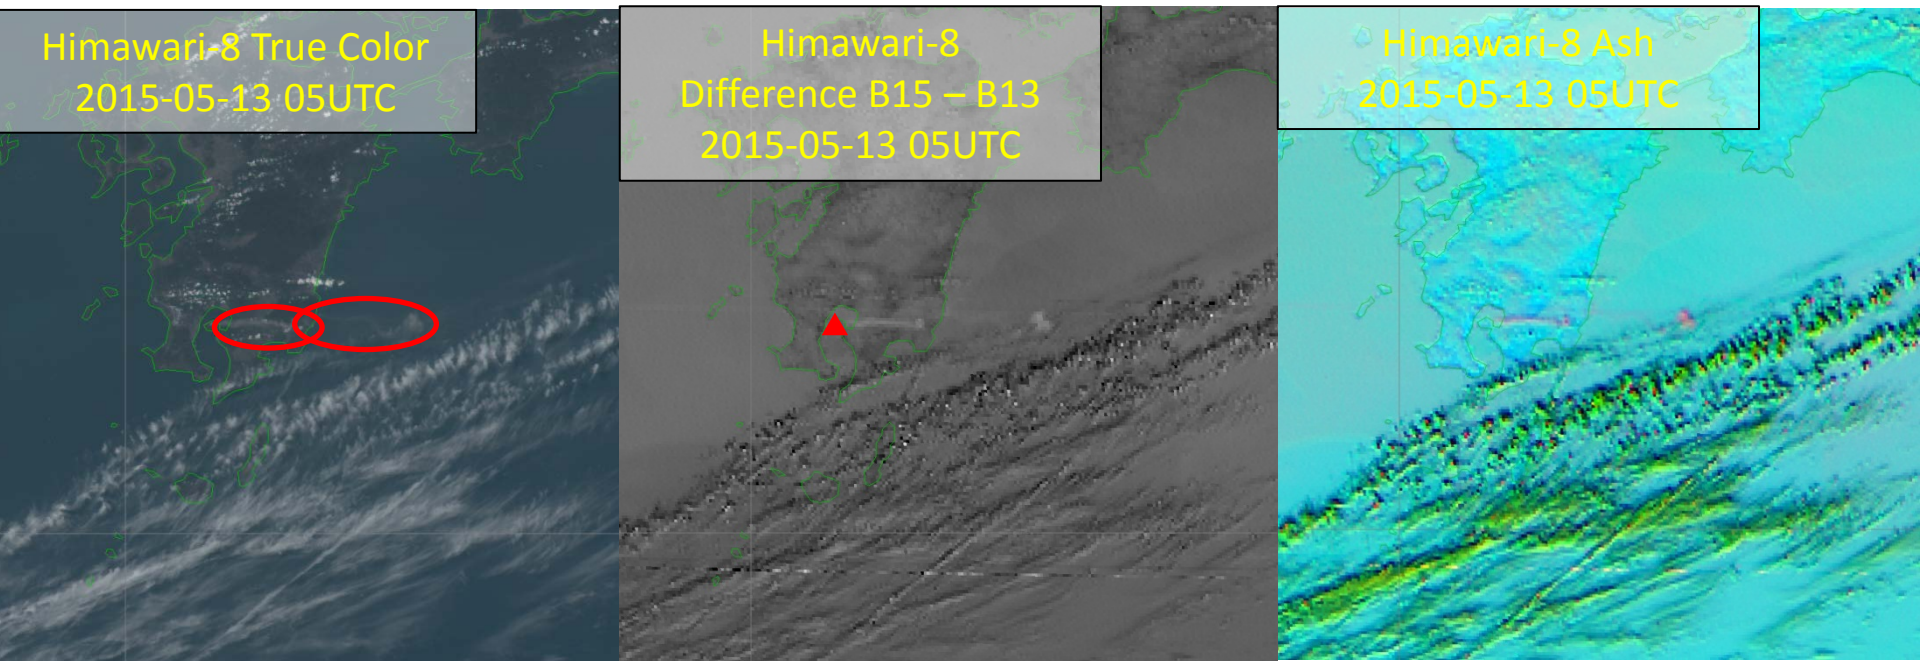 Himawari-8 True Color
2015-05-13 05UTC
Himawari-8
Difference B15 – B13
2015-05-13 05UTC
Himawari-8 Ash
2015-05-13 05UTC